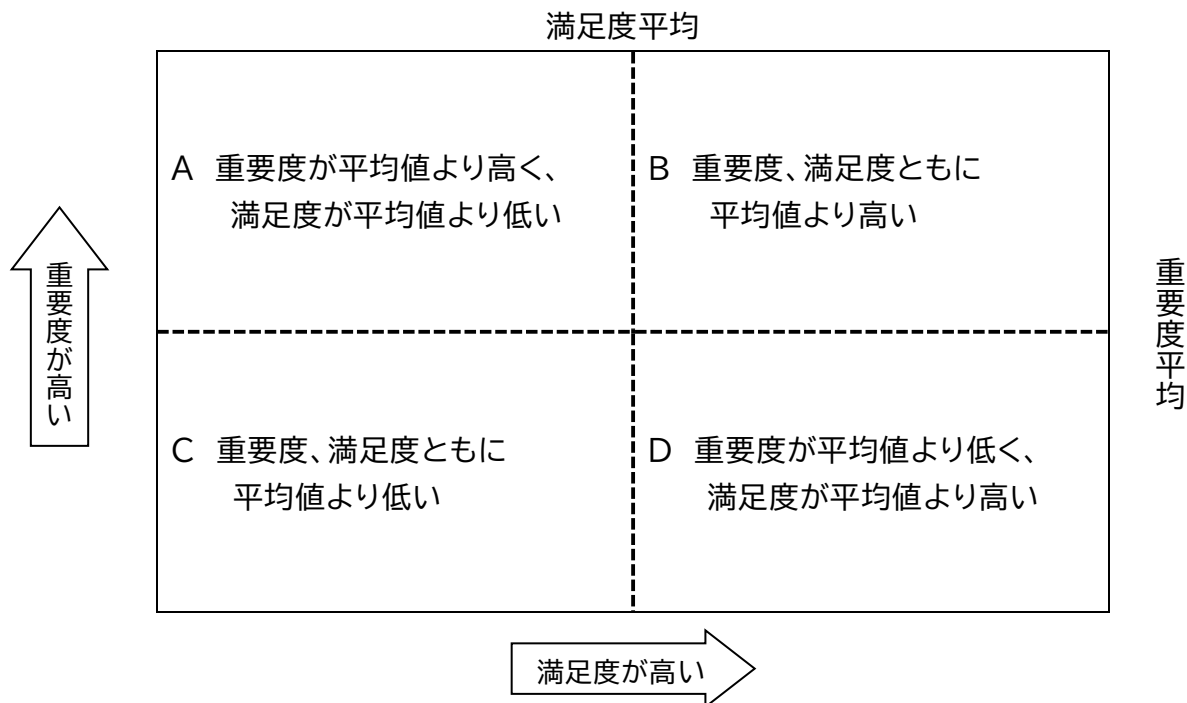 満足度平均
A 重要度が平均値より高く、
満足度が平均値より低い
B 重要度、満足度ともに
平均値より高い
重要度が高い
重要度平均
C 重要度、満足度ともに
平均値より低い
D 重要度が平均値より低く、
満足度が平均値より高い
満足度が高い